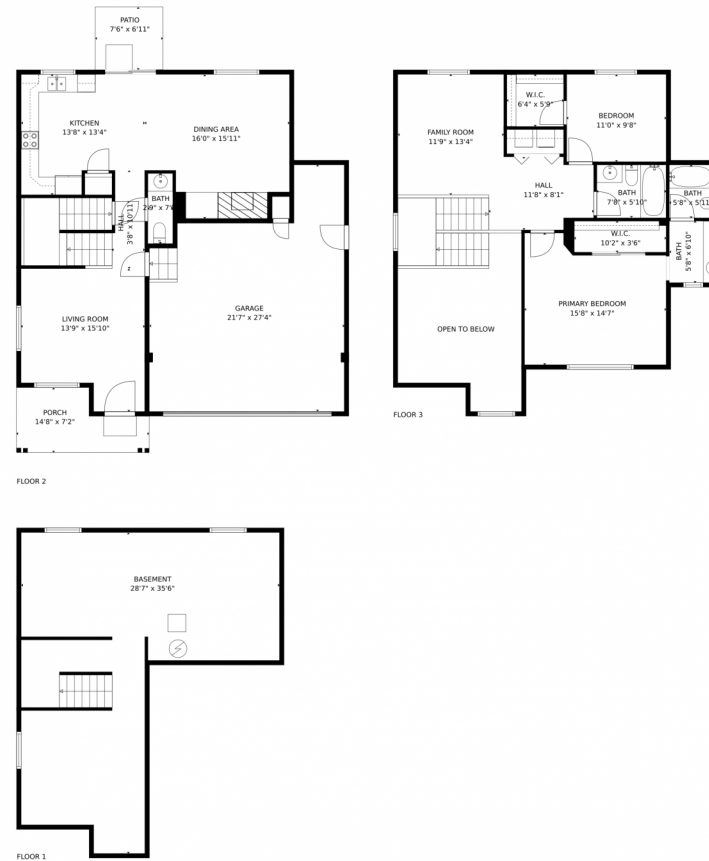 PATIO
7'6" x 6'11"
KITCHEN
13'8" x 13'4"
DINING AREA
16'0" x 15'11"
BATH
HALL
3'8" x 10'11"
LIVING ROOM
13'9" x 15'10"
GARAGE
21'7" x 27'4"
PORCH
14'8" x 7'2"
FLOOR 2
W.I.C.
6'4" x 5'9"
BEDROOM
11'0" x 9'8"
FAMILY ROOM
11'9" x 13'4"
HALL
11'8" x 8'1"
BATH
7'8" x 5'10"
BATH
5'8" x 5'11"
W.I.C.
10'2" x 3'6"
BATH
5'8" x 6'10"
PRIMARY BEDROOM
15'8" x 14'7"
OPEN TO BELOW
FLOOR 3
BASEMENT
28'7" x 35'6"
FLOOR 1